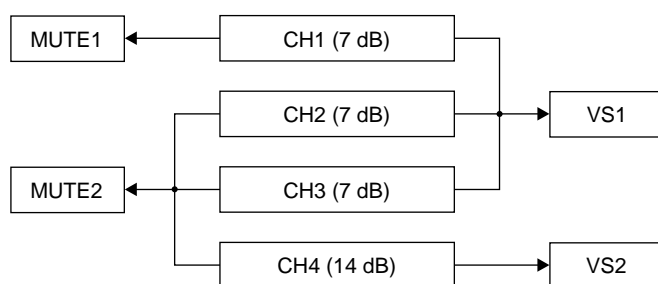 MUTE1
CH1 (7 dB)
CH2 (7 dB)
VS1
MUTE2
CH3 (7 dB)
CH4 (14 dB)
VS2